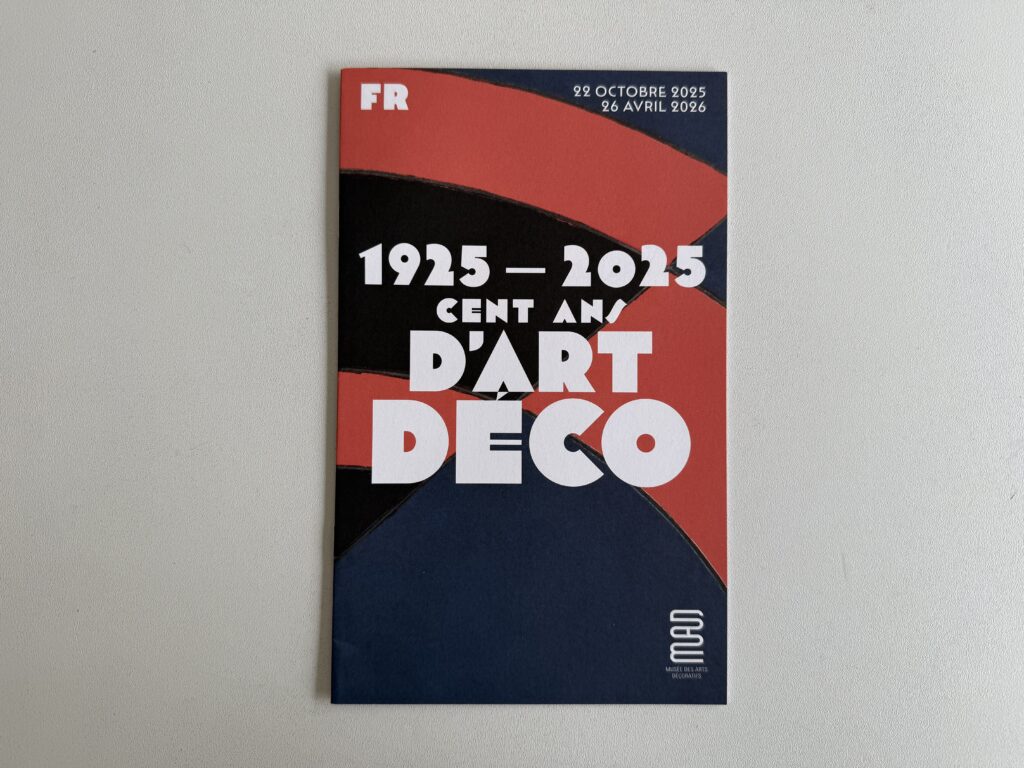 FR
22 OCTOBRE 2025
26 AVRIL 2026
1925 — 2025
CENT ANS
D'ART
DÉCO
MAD
MUSÉE DES ARTS
DÉCORATIFS